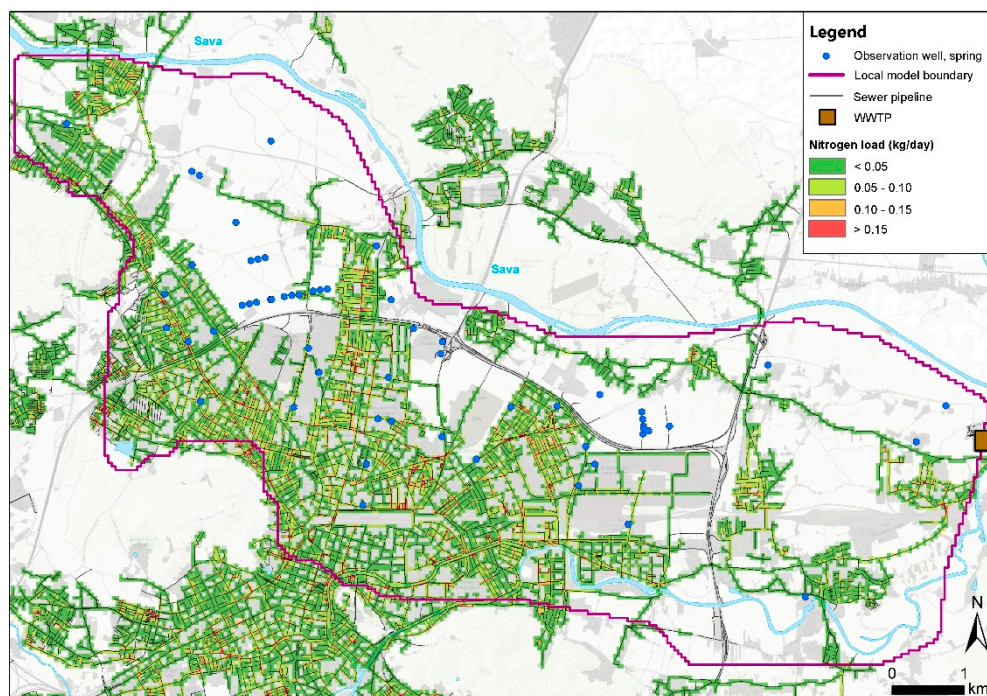 Sava
Sava
Legend
Observation well, spring
Local model boundary
Sewer pipeline
WWTP
Nitrogen load (kg/day)
< 0.05
0.05 - 0.10
0.10 - 0.15
> 0.15
N
0 1
km